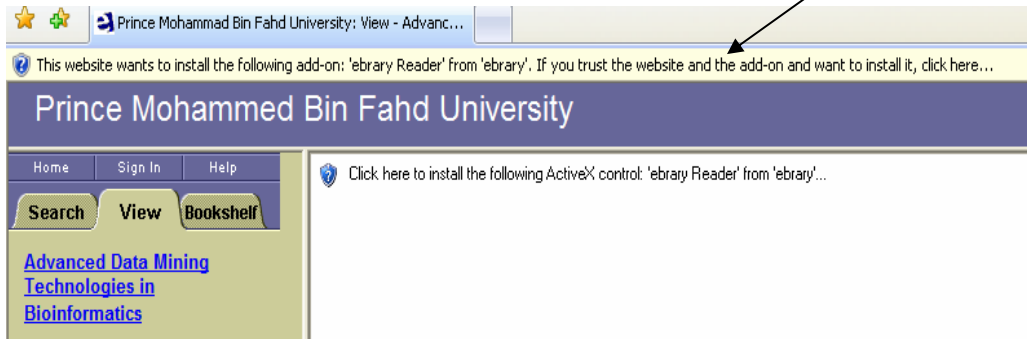 Prince Mohammad Bin Fahd University: View - Advanc...
This website wants to install the following add-on: 'ebrary Reader' from 'ebrary'. If you trust the website and the add-on and want to install it, click here...
Prince Mohammed Bin Fahd University
Home Sign In Help
Click here to install the following ActiveX control: 'ebrary Reader' from 'ebrary'...
Search View Bookshelf
Advanced Data Mining
Technologies in
Bioinformatics